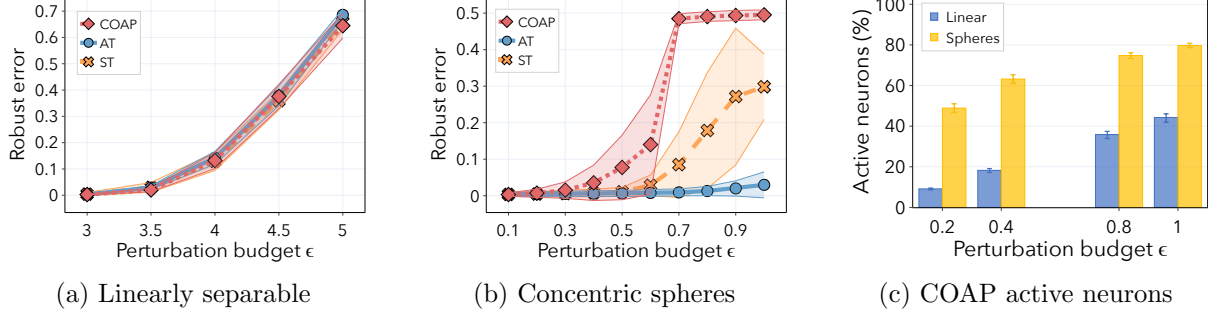 Robust error
0.7
0.6
0.5
0.4
0.3
0.2
0.1
0
COAP
AT
ST
3
3.5
4
4.5
5
Perturbation budget ϵ
(a) Linearly separable
Robust error
0.5
0.4
0.3
0.2
0.1
0
COAP
AT
ST
0.1
0.3
0.5
0.7
0.9
Perturbation budget ϵ
(b) Concentric spheres
Active neurons (%)
100
80
60
40
20
0
Linear
Spheres
0.2
0.4
0.8
1
Perturbation budget ϵ
(c) COAP active neurons